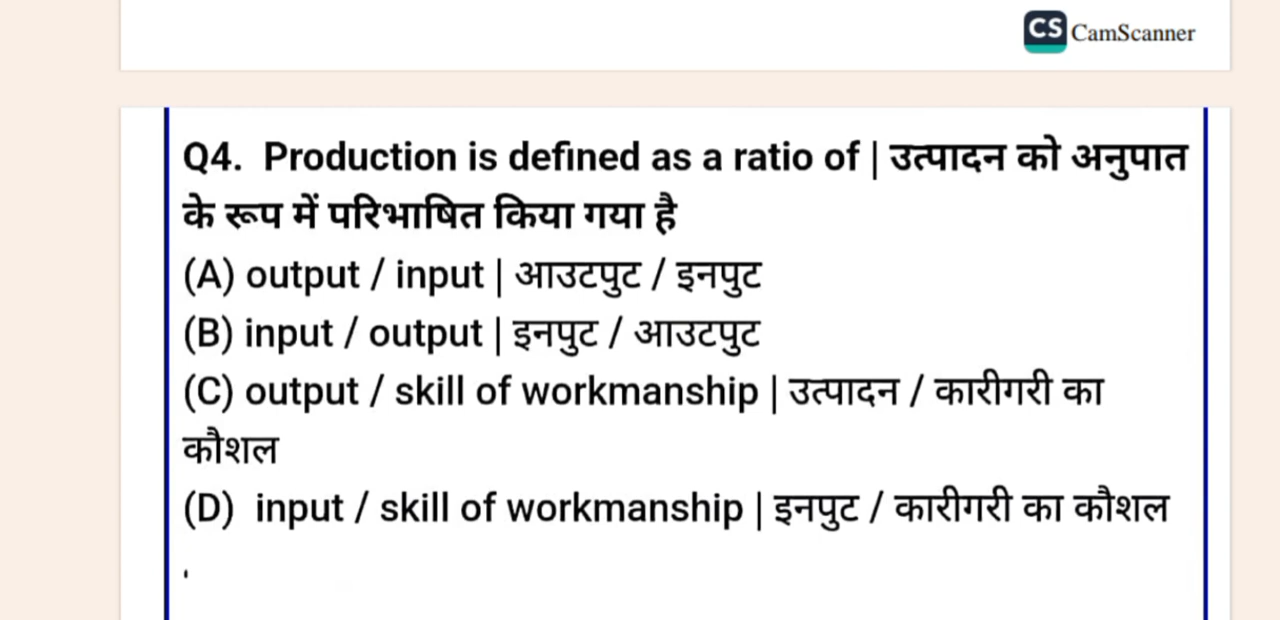 CS CamScanner
Q4. Production is defined as a ratio of | उत्पादन को अनुपात
के रूप में परिभाषित किया गया है
(A) output / input | आउटपुट / इनपुट
(B) input / output | इनपुट / आउटपुट
(C) output / skill of workmanship | उत्पादन / कारीगरी का
कौशल
(D) input / skill of workmanship | इनपुट / कारीगरी का कौशल